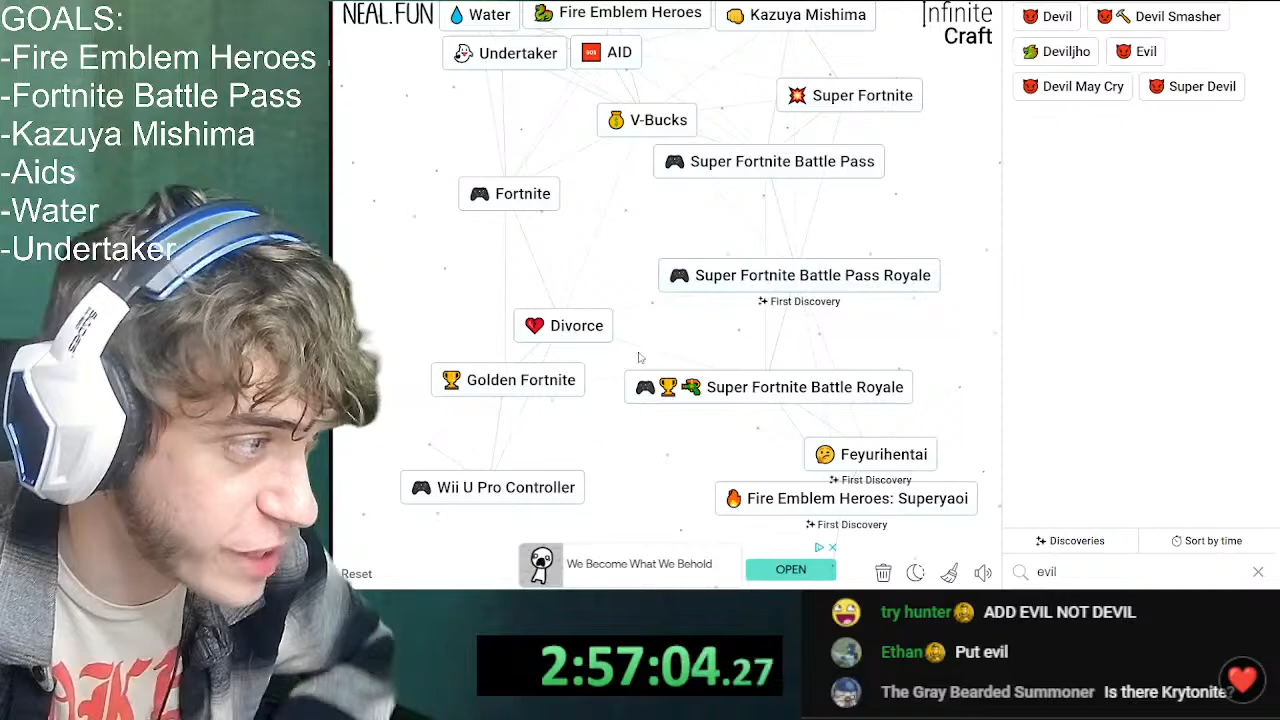 GOALS:
-Fire Emblem Heroes
-Fortnite Battle Pass
-Kazuya Mishima
-Aids
-Water
-Undertaker
NEAL.FUN
Infinite
Craft
Water
Fire Emblem Heroes
Kazuya Mishima
Undertaker
AID
Super Fortnite
V-Bucks
Super Fortnite Battle Pass
Fortnite
Super Fortnite Battle Pass Royale
First Discovery
Divorce
Golden Fortnite
Super Fortnite Battle Royale
Feyurihentai
First Discovery
Wii U Pro Controller
Fire Emblem Heroes: Superyaoi
First Discovery
We Become What We Behold
OPEN
Reset
Devil
Devil Smasher
Deviljho
Evil
Devil May Cry
Super Devil
Discoveries
Sort by time
evil
2:57:04.27
try hunter ADD EVIL NOT DEVIL
Ethan Put evil
The Gray Bearded Summoner Is there Krytonite?